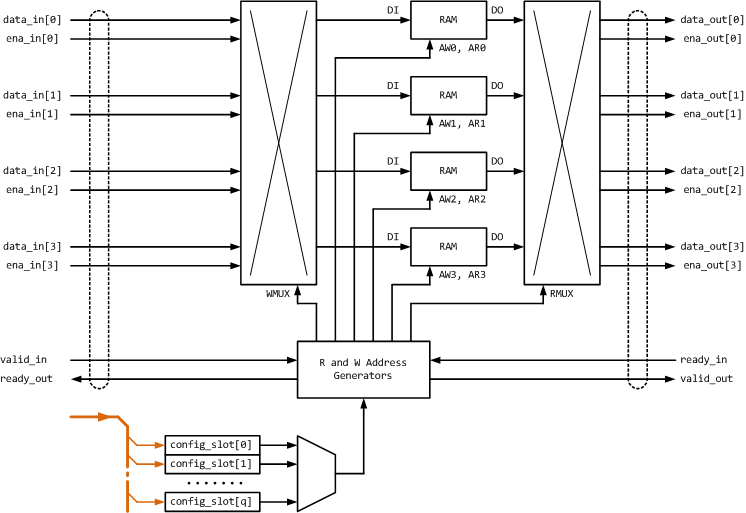 data_in[0] DI RAM DO data_out[0]
ena_in[0] AW0, AR0 ena_out[0]
data_in[1] DI RAM DO data_out[1]
ena_in[1] AW1, AR1 ena_out[1]
data_in[2] DI RAM DO data_out[2]
ena_in[2] AW2, AR2 ena_out[2]
data_in[3] DI RAM DO data_out[3]
ena_in[3] AW3, AR3 ena_out[3]
WMUX RMUX
valid_in R and W Address ready_in
ready_out Generators valid_out
config_slot[0]
config_slot[1]
.......
config_slot[q]